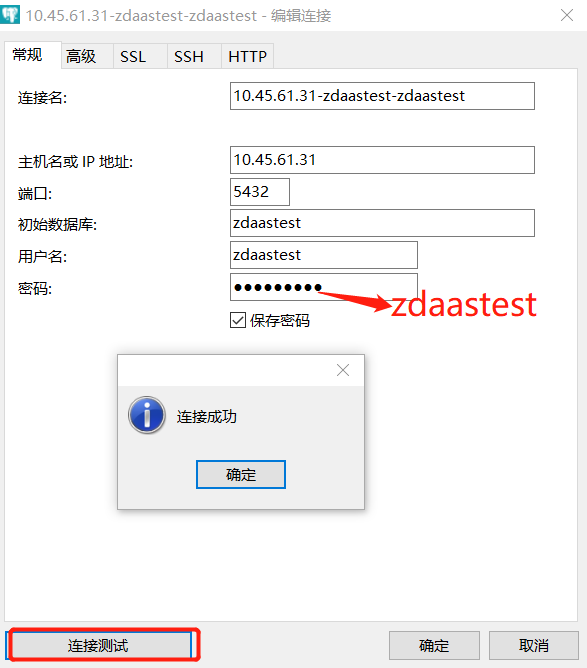 10.45.61.31-zdaastest-zdaastest - 编辑连接
常规 高级 SSL SSH HTTP
连接名: 10.45.61.31-zdaastest-zdaastest
主机名或 IP 地址: 10.45.61.31
端口: 5432
初始数据库: zdaastest
用户名: zdaastest
密码: ●●●●●●●●● zdaastest
保存密码
连接成功
确定
连接测试 确定 取消